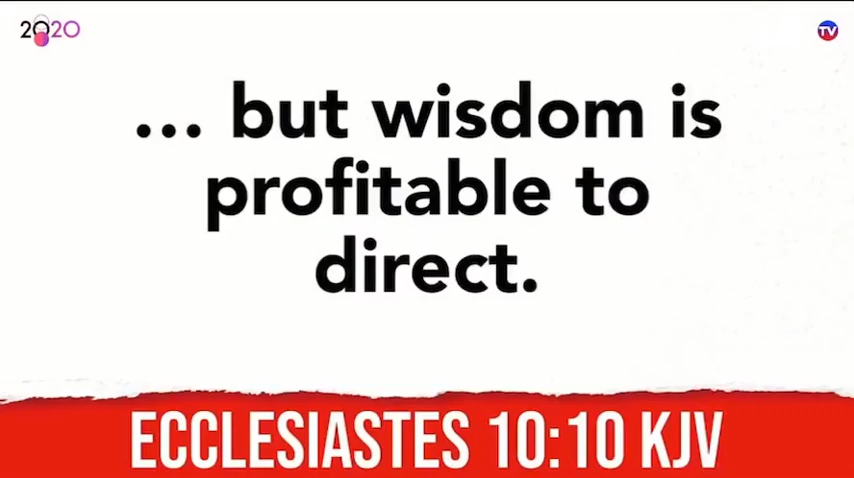 2020
TV
... but wisdom is
profitable to
direct.
ECCLESIASTES 10:10 KJV